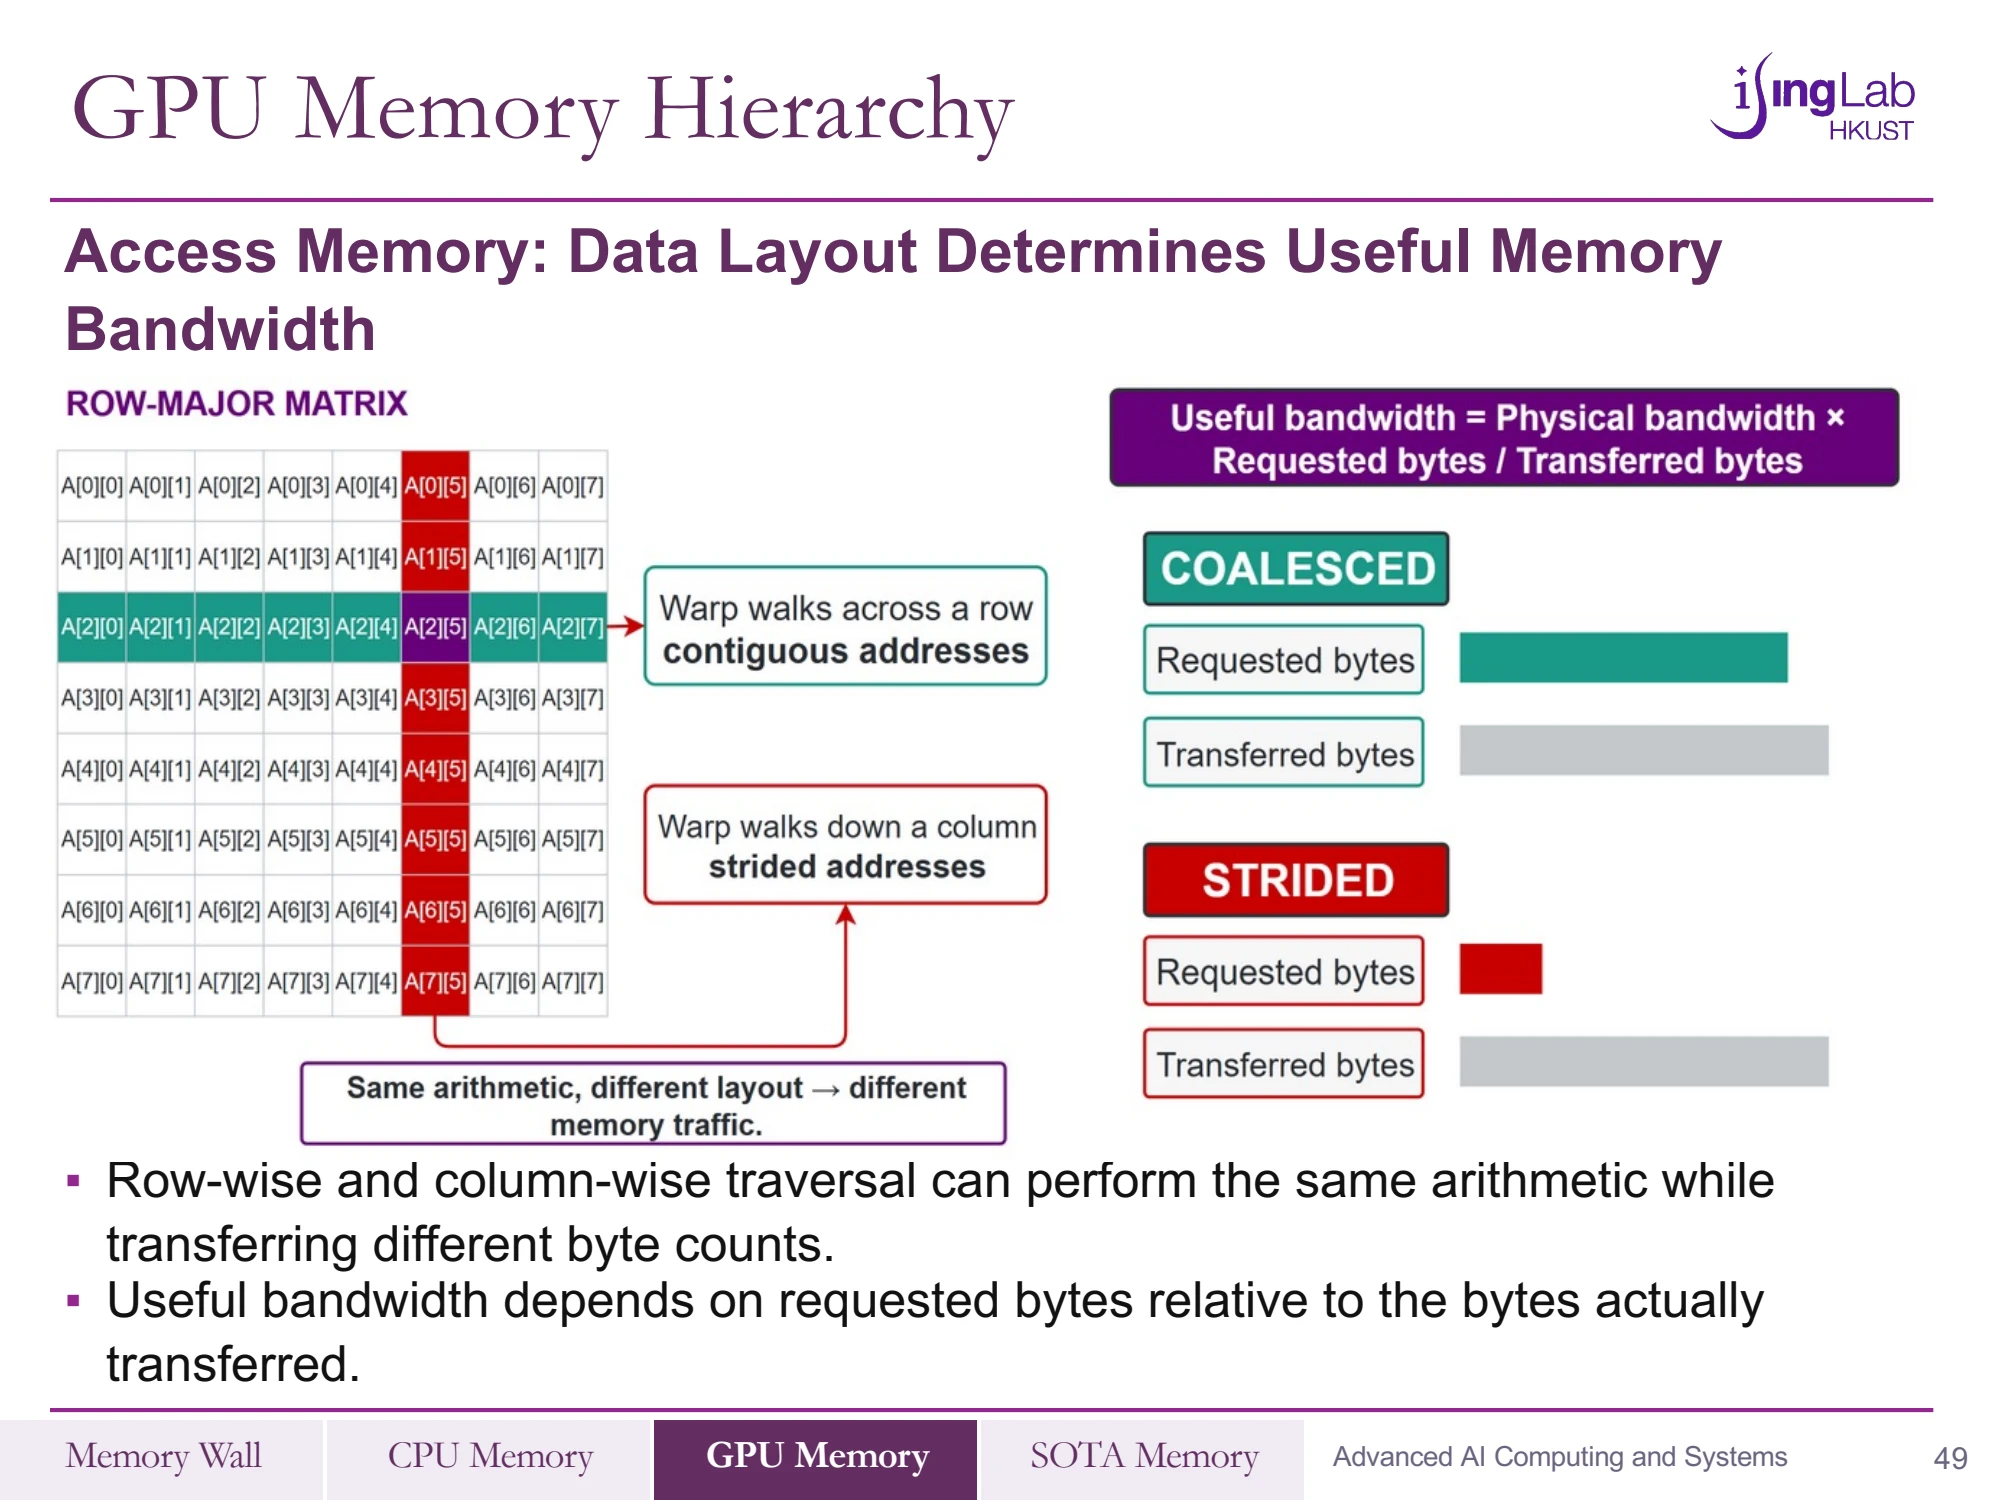 GPU Memory Hierarchy
isingLab
HKUST
Access Memory: Data Layout Determines Useful Memory
Bandwidth
ROW-MAJOR MATRIX
A[0][0] A[0][1] A[0][2] A[0][3] A[0][4] A[0][5] A[0][6] A[0][7]
A[1][0] A[1][1] A[1][2] A[1][3] A[1][4] A[1][5] A[1][6] A[1][7]
A[2][0] A[2][1] A[2][2] A[2][3] A[2][4] A[2][5] A[2][6] A[2][7]
A[3][0] A[3][1] A[3][2] A[3][3] A[3][4] A[3][5] A[3][6] A[3][7]
A[4][0] A[4][1] A[4][2] A[4][3] A[4][4] A[4][5] A[4][6] A[4][7]
A[5][0] A[5][1] A[5][2] A[5][3] A[5][4] A[5][5] A[5][6] A[5][7]
A[6][0] A[6][1] A[6][2] A[6][3] A[6][4] A[6][5] A[6][6] A[6][7]
A[7][0] A[7][1] A[7][2] A[7][3] A[7][4] A[7][5] A[7][6] A[7][7]
Warp walks across a row
contiguous addresses
Warp walks down a column
strided addresses
Same arithmetic, different layout → different
memory traffic.
Useful bandwidth = Physical bandwidth ×
Requested bytes / Transferred bytes
COALESCED
Requested bytes
Transferred bytes
STRIDED
Requested bytes
Transferred bytes
▪ Row-wise and column-wise traversal can perform the same arithmetic while
transferring different byte counts.
▪ Useful bandwidth depends on requested bytes relative to the bytes actually
transferred.
Memory Wall
CPU Memory
GPU Memory
SOTA Memory
Advanced AI Computing and Systems
49